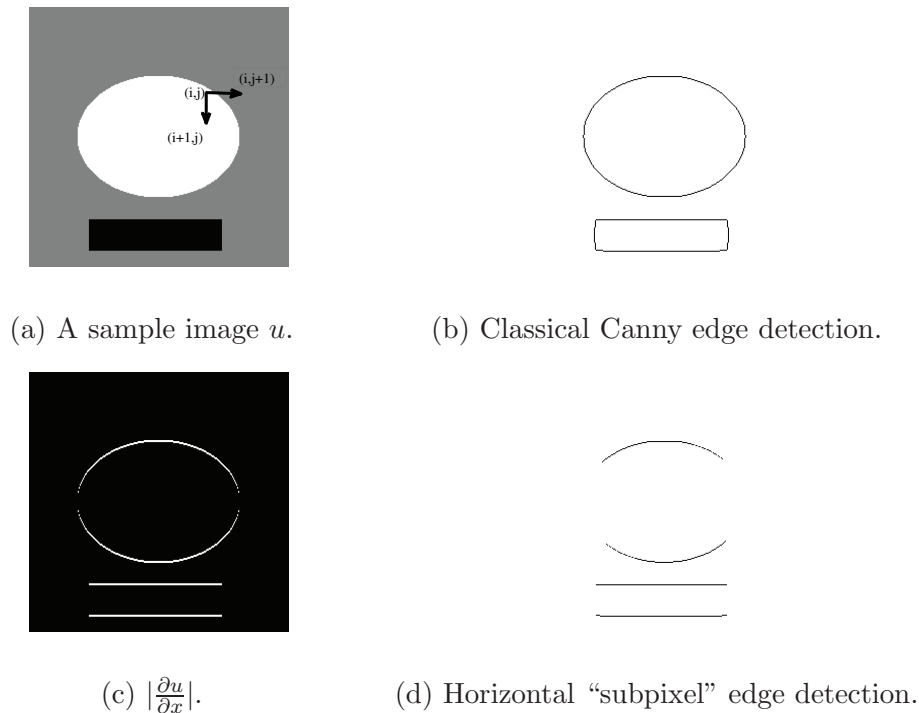 (i,j+1)
(i,j)
(i+1,j)
(a) A sample image u.
(b) Classical Canny edge detection.
(c) |∂u/∂x|.
(d) Horizontal “subpixel” edge detection.